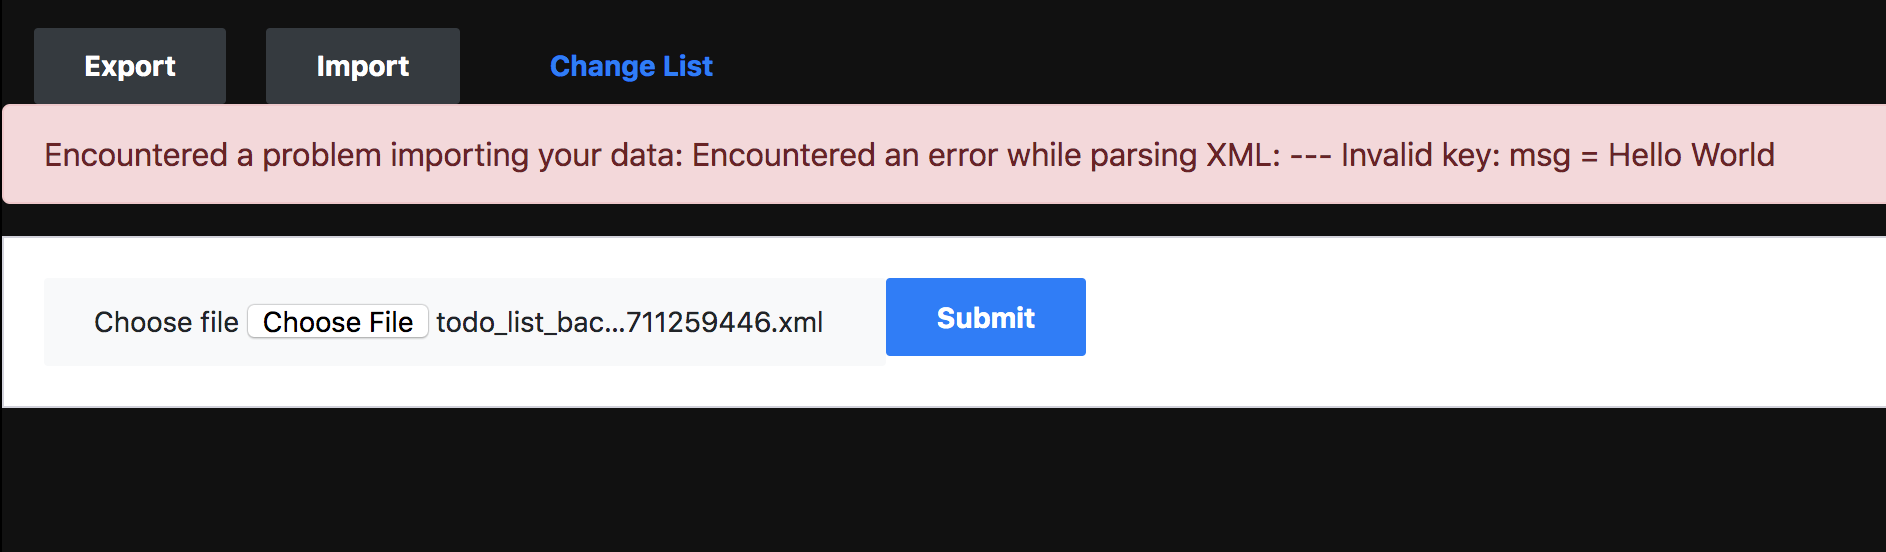 Export Import Change List
Encountered a problem importing your data: Encountered an error while parsing XML: --- Invalid key: msg = Hello World
Choose file Choose File todo_list_bac...711259446.xml Submit